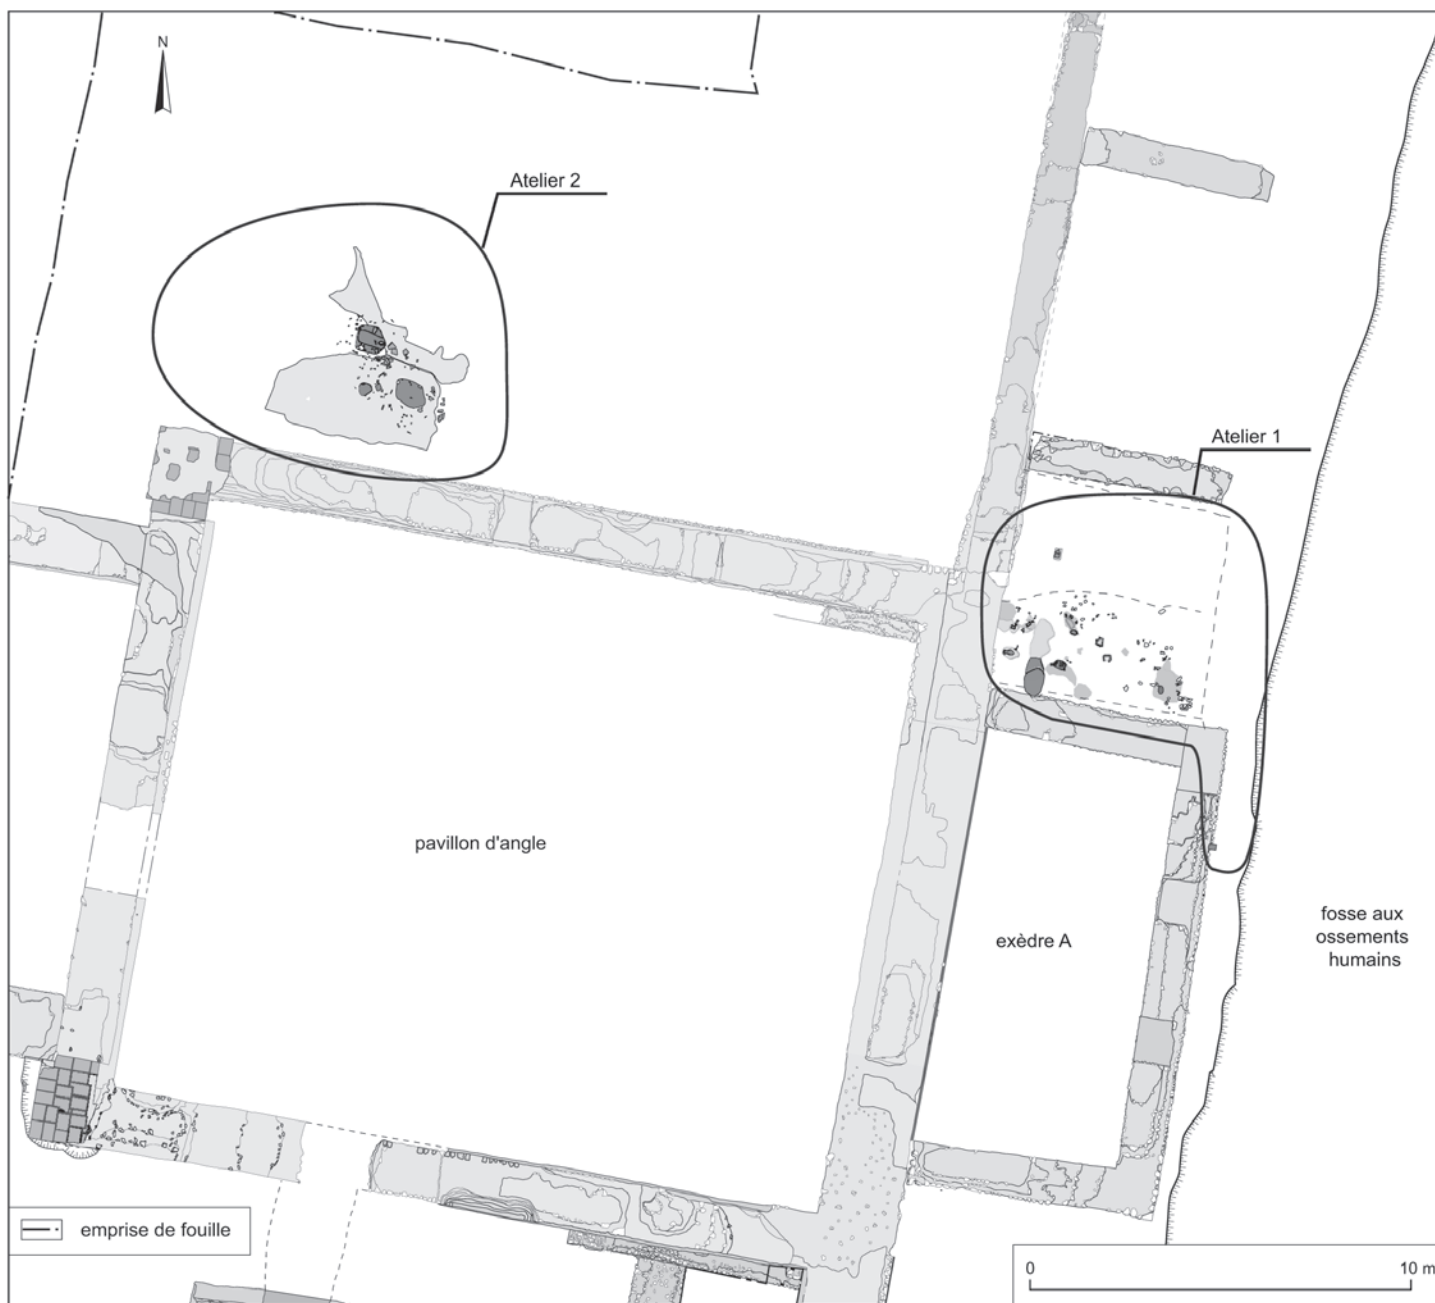 N
Atelier 2
Atelier 1
pavillon d'angle
exèdre A
fosse aux
ossements
humains
emprise de fouille
0
10 m